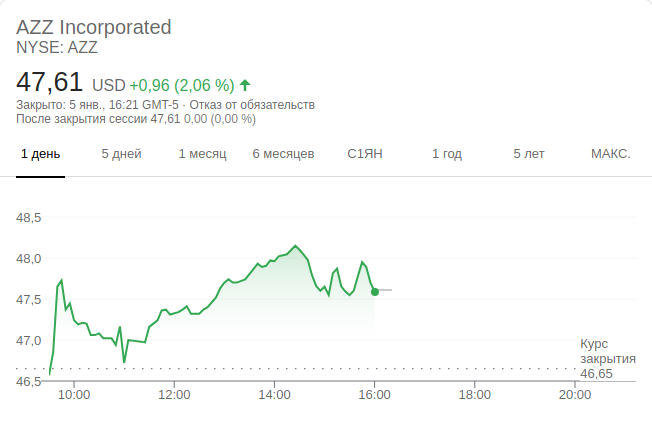 AZZ Incorporated
NYSE: AZZ
47,61 USD +0,96 (2,06 %)
Закрыто: 5 янв., 16:21 GMT-5 · Отказ от обязательств
После закрытия сессии 47,61 0,00 (0,00 %)
1 день 5 дней 1 месяц 6 месяцев С1ЯН 1 год 5 лет МАКС.
48,5
48,0
47,5
47,0
Курс
закрытия
46,65
46,5
10:00 12:00 14:00 16:00 18:00 20:00